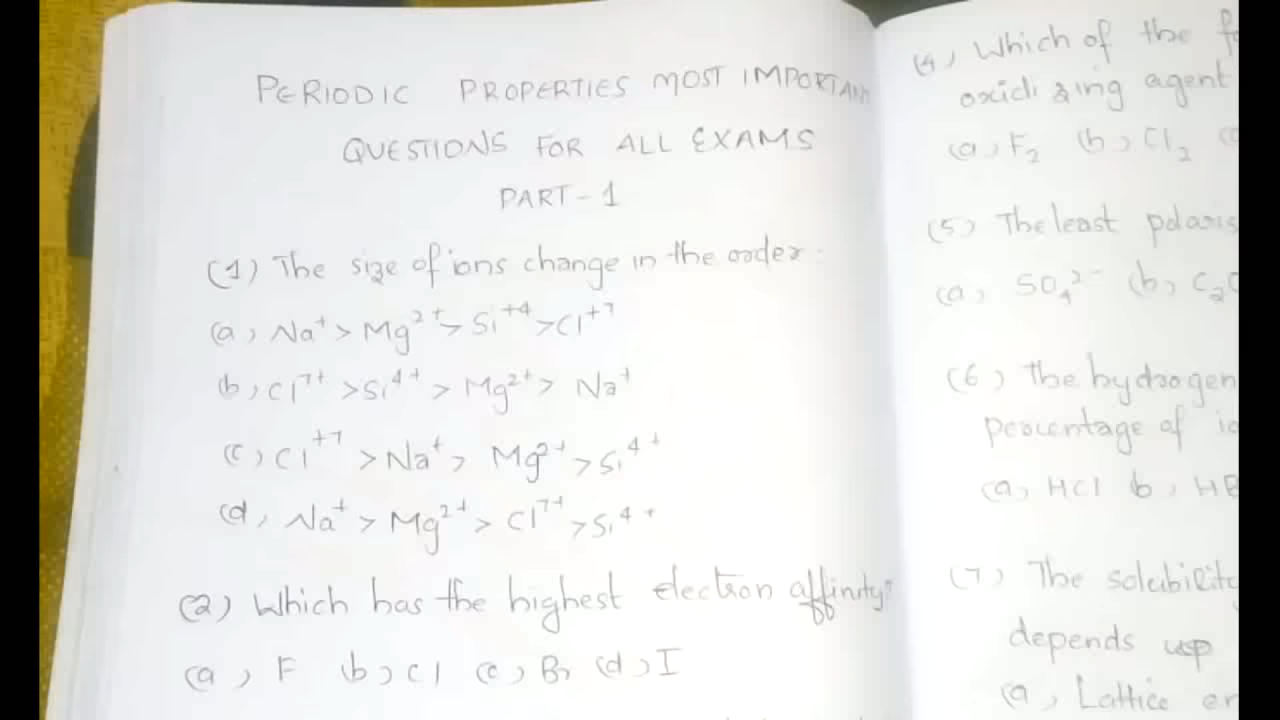 PERIODIC PROPERTIES MOST IMPORTANT
QUESTIONS FOR ALL EXAMS
PART-1
(1) The size of ions change in the order:
(a) Na⁺ > Mg²⁺ > Si⁺⁴ > Cl⁺⁷
(b) Cl⁷⁺ > Si⁴⁺ > Mg²⁺ > Na⁺
(c) Cl⁺⁷ > Na⁺ > Mg²⁺ > Si⁴⁺
(d) Na⁺ > Mg²⁺ > Cl⁷⁺ > Si⁴⁺
(2) Which has the highest electron affinity?
(a) F (b) Cl (c) Br (d) I
(4) Which of the
oxidizing agent
(a) F₂ (b) Cl₂
(5) The least
(a) SO₄²⁻ (b)
(6) The hydrogen
percentage of
(a) HCl b)
(7) The solubility
depends
(a) Lattice